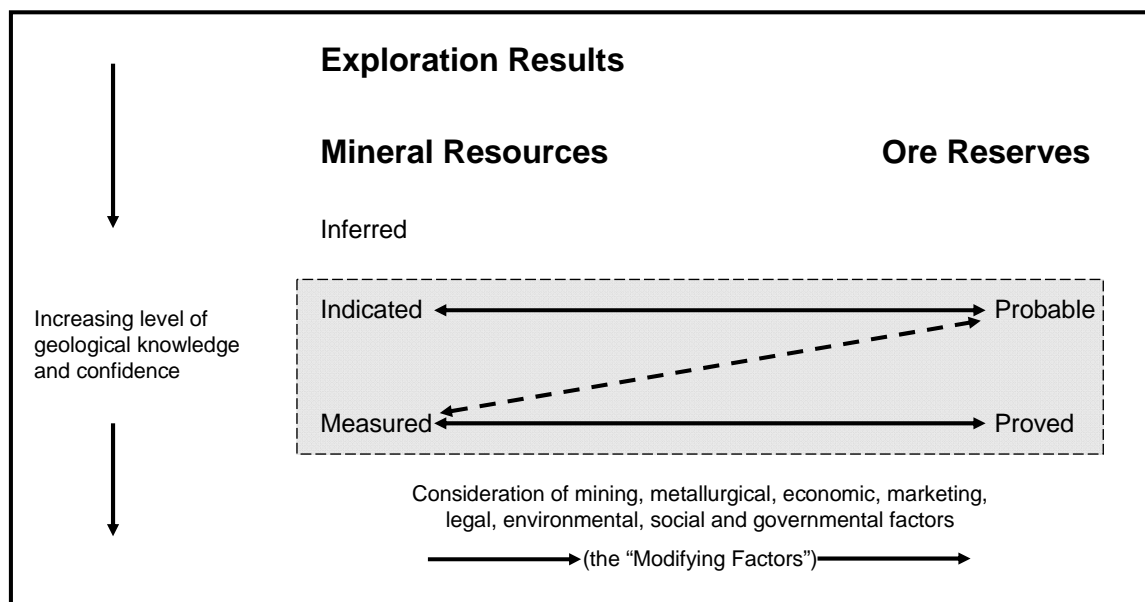 Exploration Results
Mineral Resources
Ore Reserves
Inferred
Increasing level of
geological knowledge
and confidence
Indicated
Probable
Measured
Proved
Consideration of mining, metallurgical, economic, marketing,
legal, environmental, social and governmental factors
(the “Modifying Factors”)